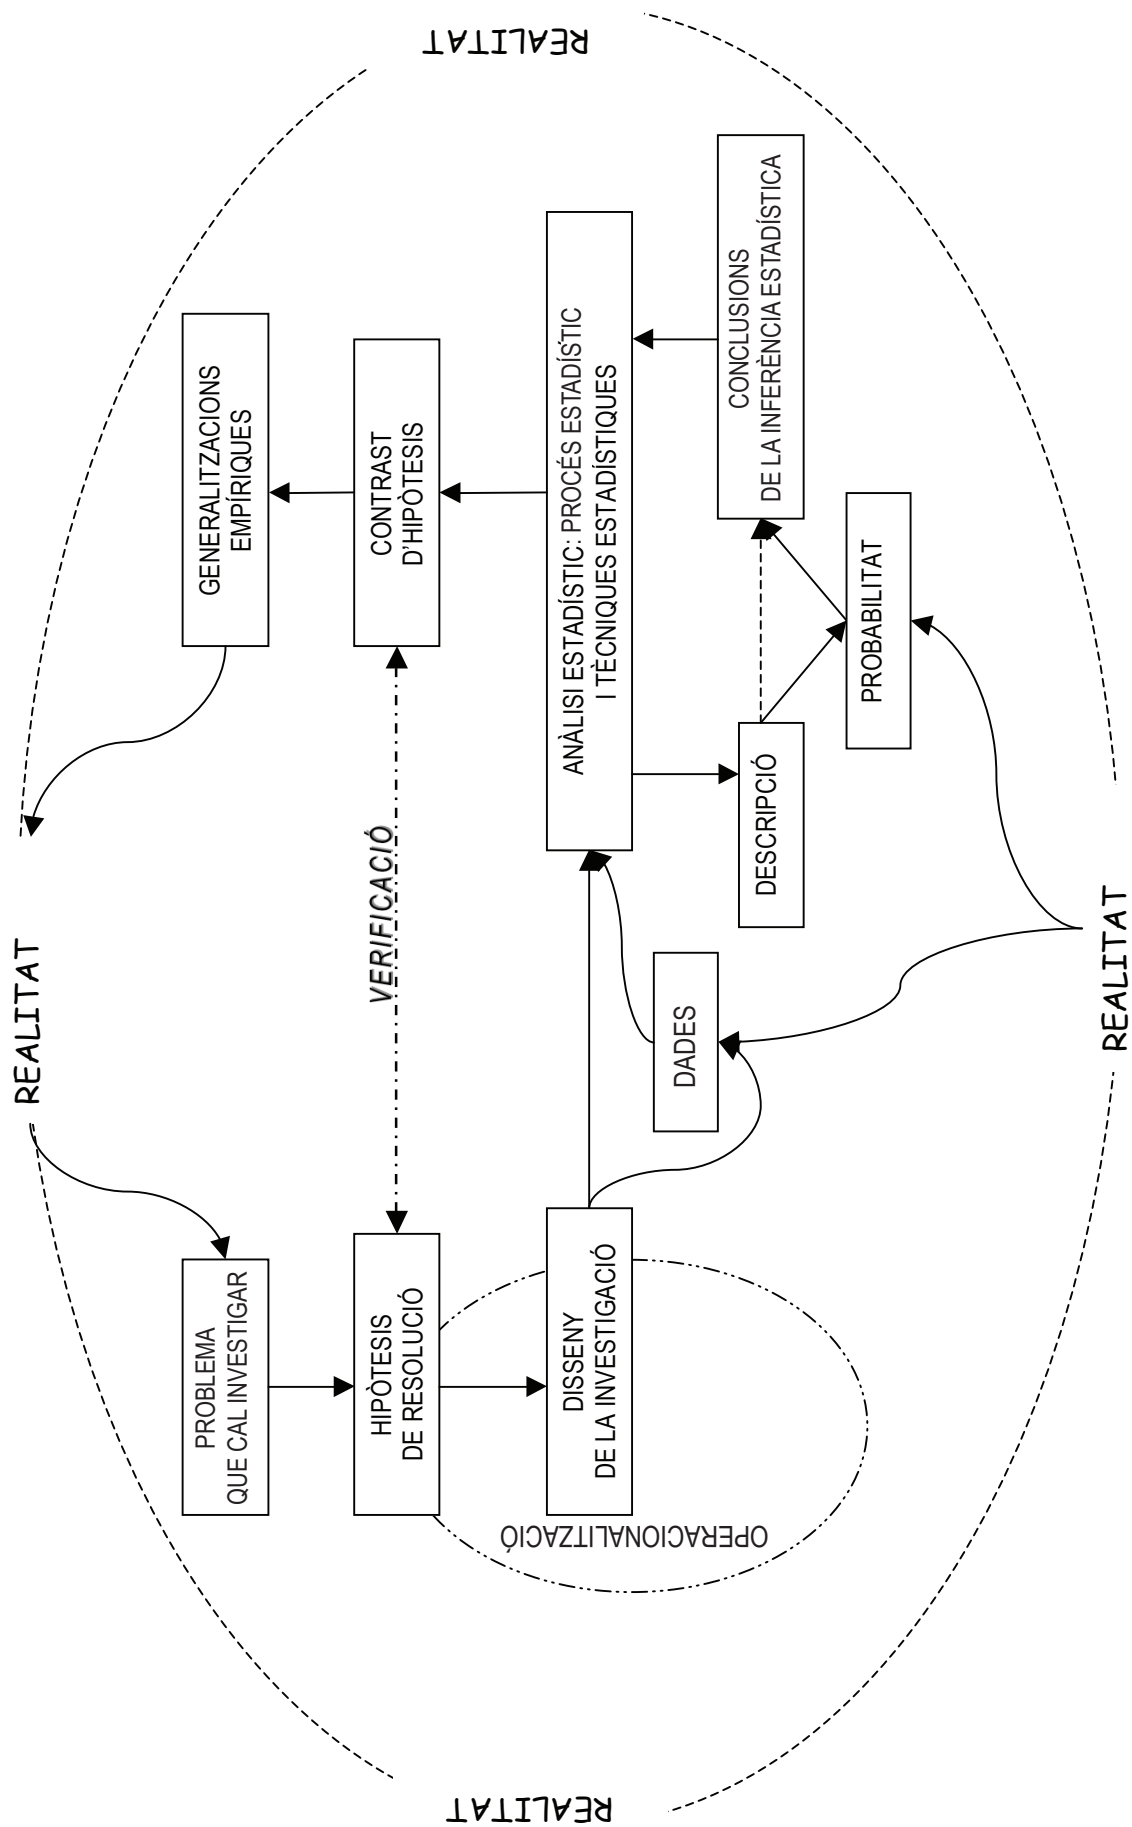 REALITAT
PROBLEMA
QUE CAL INVESTIGAR
GENERALITZACIONS
EMPÍRIQUES
HIPÒTESIS
DE RESOLUCIÓ
VERIFICACIÓ
CONTRAST
D'HIPÒTESIS
REALITAT
OPERACIONALITZACIÓ
DISSENY
DE LA INVESTIGACIÓ
ANÀLISI ESTADÍSTIC: PROCÉS ESTADÍSTIC
I TÈCNIQUES ESTADÍSTIQUES
REALITAT
DADES
DESCRIPCIÓ
CONCLUSIONS
DE LA INFERÈNCIA ESTADÍSTICA
PROBABILITAT
REALITAT